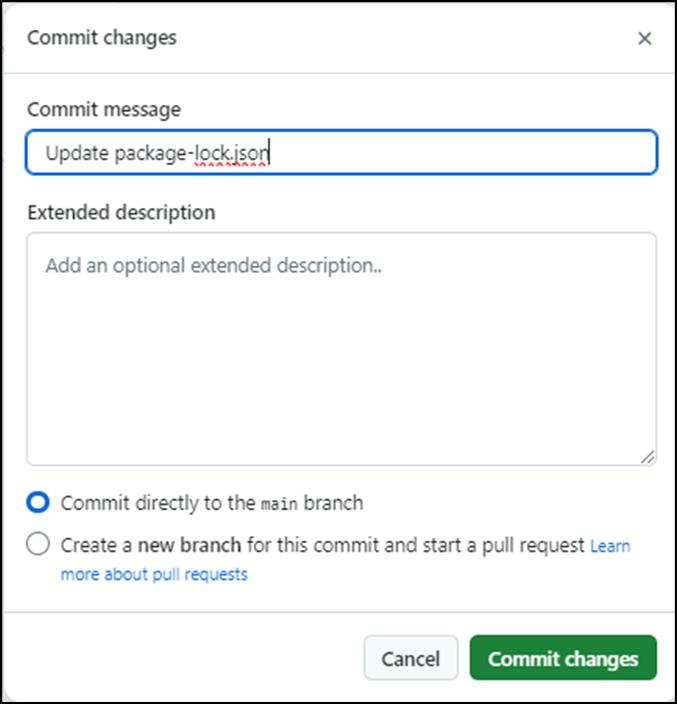 Commit changes
Commit message
Update package-lock.json
Extended description
Add an optional extended description..
Commit directly to the main branch
Create a new branch for this commit and start a pull request Learn
more about pull requests
Cancel
Commit changes